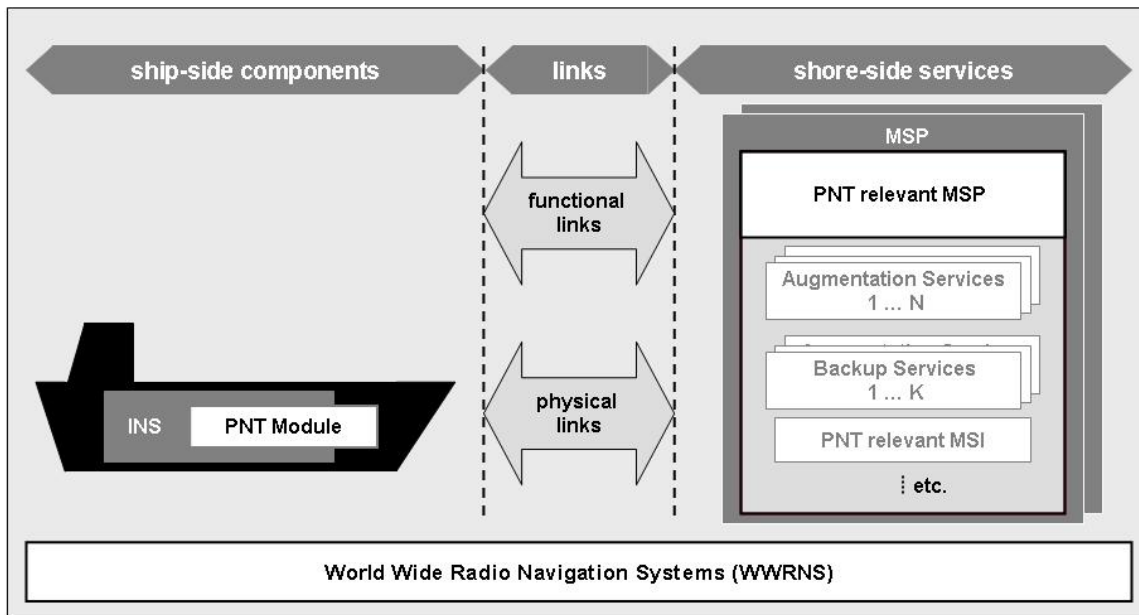 ship-side components
links
shore-side services
MSP
PNT relevant MSP
functional
links
Augmentation Services
1 ... N
Backup Services
1 ... K
physical
links
INS
PNT Module
PNT relevant MSI
etc.
World Wide Radio Navigation Systems (WWRNS)